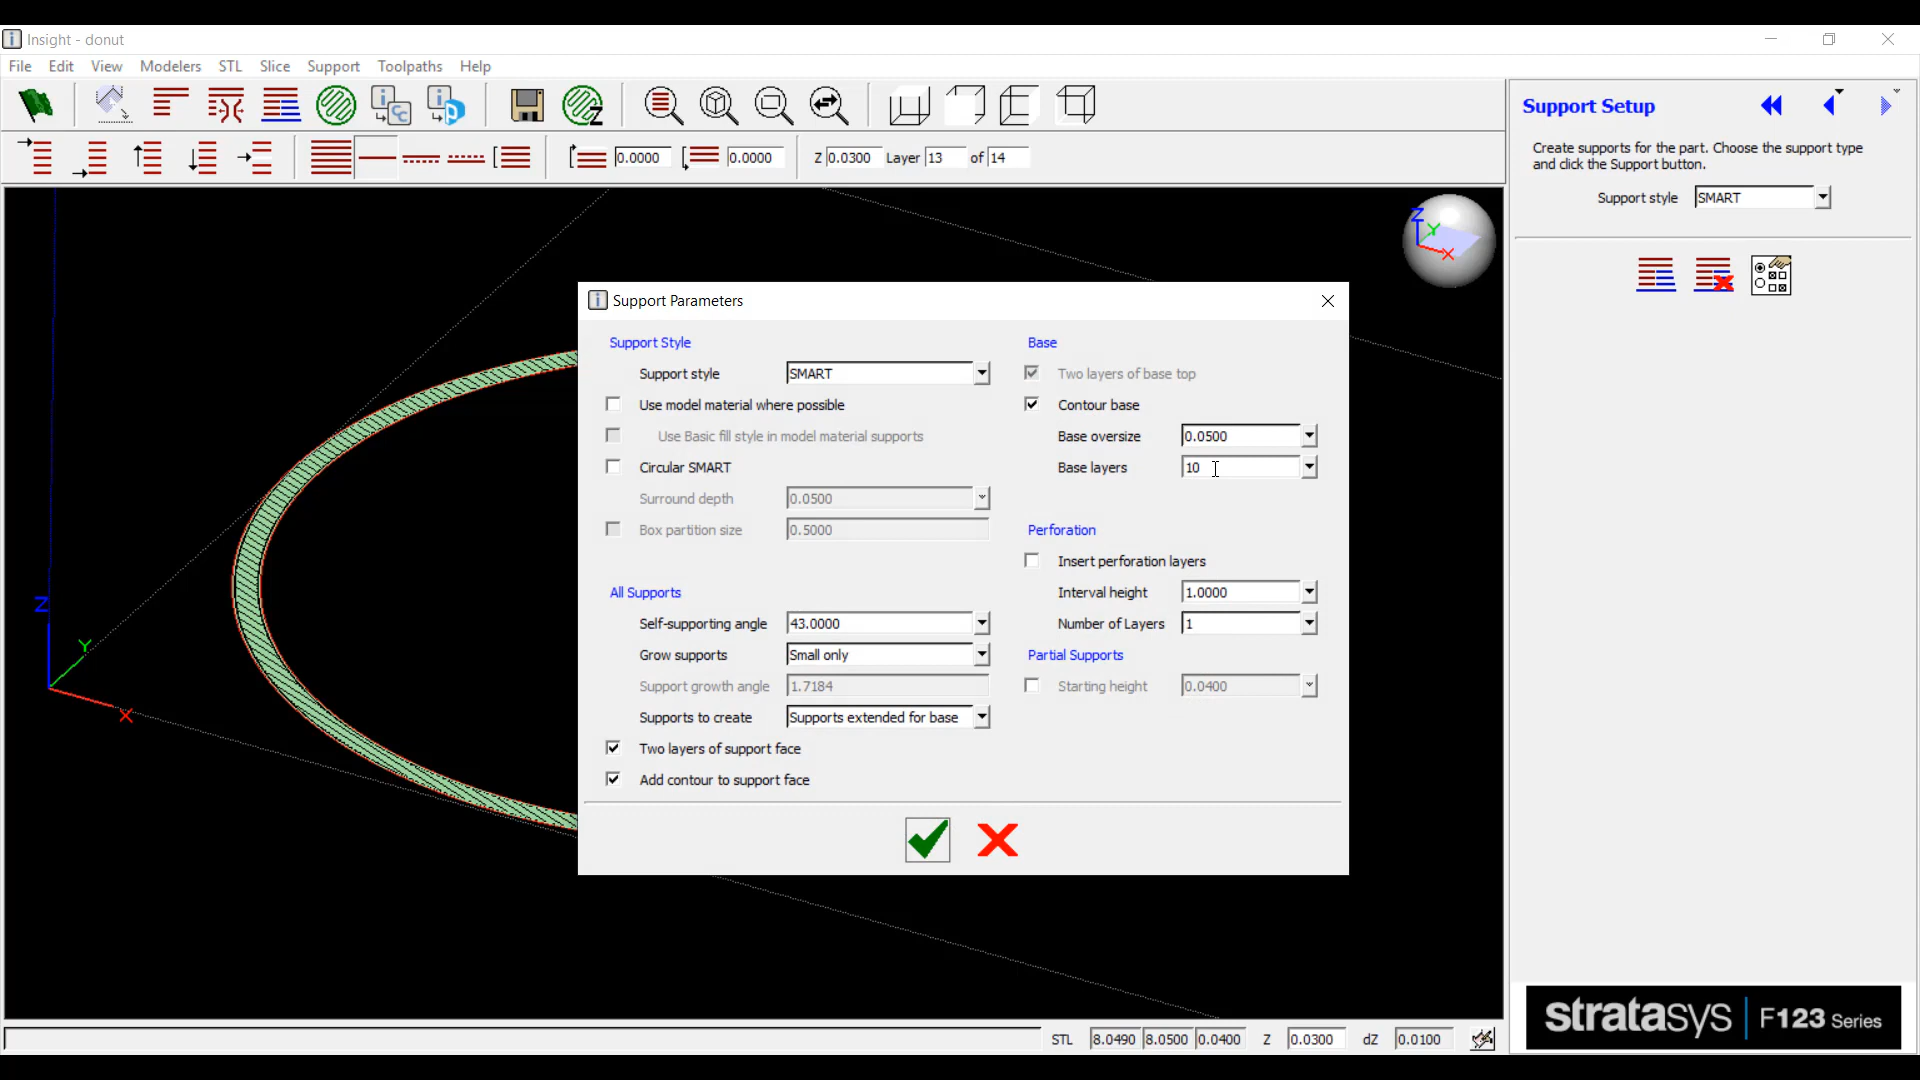 Insight - donut
File Edit View Modelers STL Slice Support Toolpaths Help
0.0000 0.0000 Z 0.0300 Layer 13 of 14
Support Setup
Create supports for the part. Choose the support type
and click the Support button.
Support style SMART
Z Y X
Z Y X
Support Parameters
Support Style Base
Support style SMART Two layers of base top
Use model material where possible Contour base
Use Basic fill style in model material supports Base oversize 0.0500
Circular SMART Base layers 10
Surround depth 0.0500
Box partition size 0.5000 Perforation
Insert perforation layers
All Supports Interval height 1.0000
Self-supporting angle 43.0000 Number of Layers 1
Grow supports Small only Partial Supports
Support growth angle 1.7184 Starting height 0.0400
Supports to create Supports extended for base
Two layers of support face
Add contour to support face
stratasys F123 Series
STL 8.0490 8.0500 0.0400 Z 0.0300 dZ 0.0100